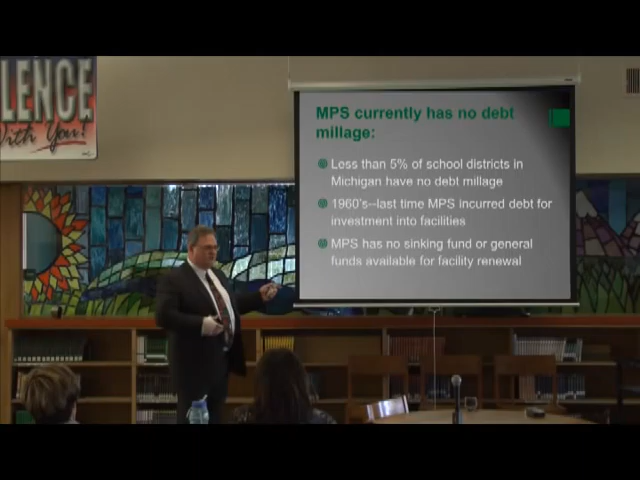 LENCE
With You!
MPS currently has no debt
millage:
Less than 5% of school districts in
Michigan have no debt millage
1960's--last time MPS incurred debt for
investment into facilities
MPS has no sinking fund or general
funds available for facility renewal